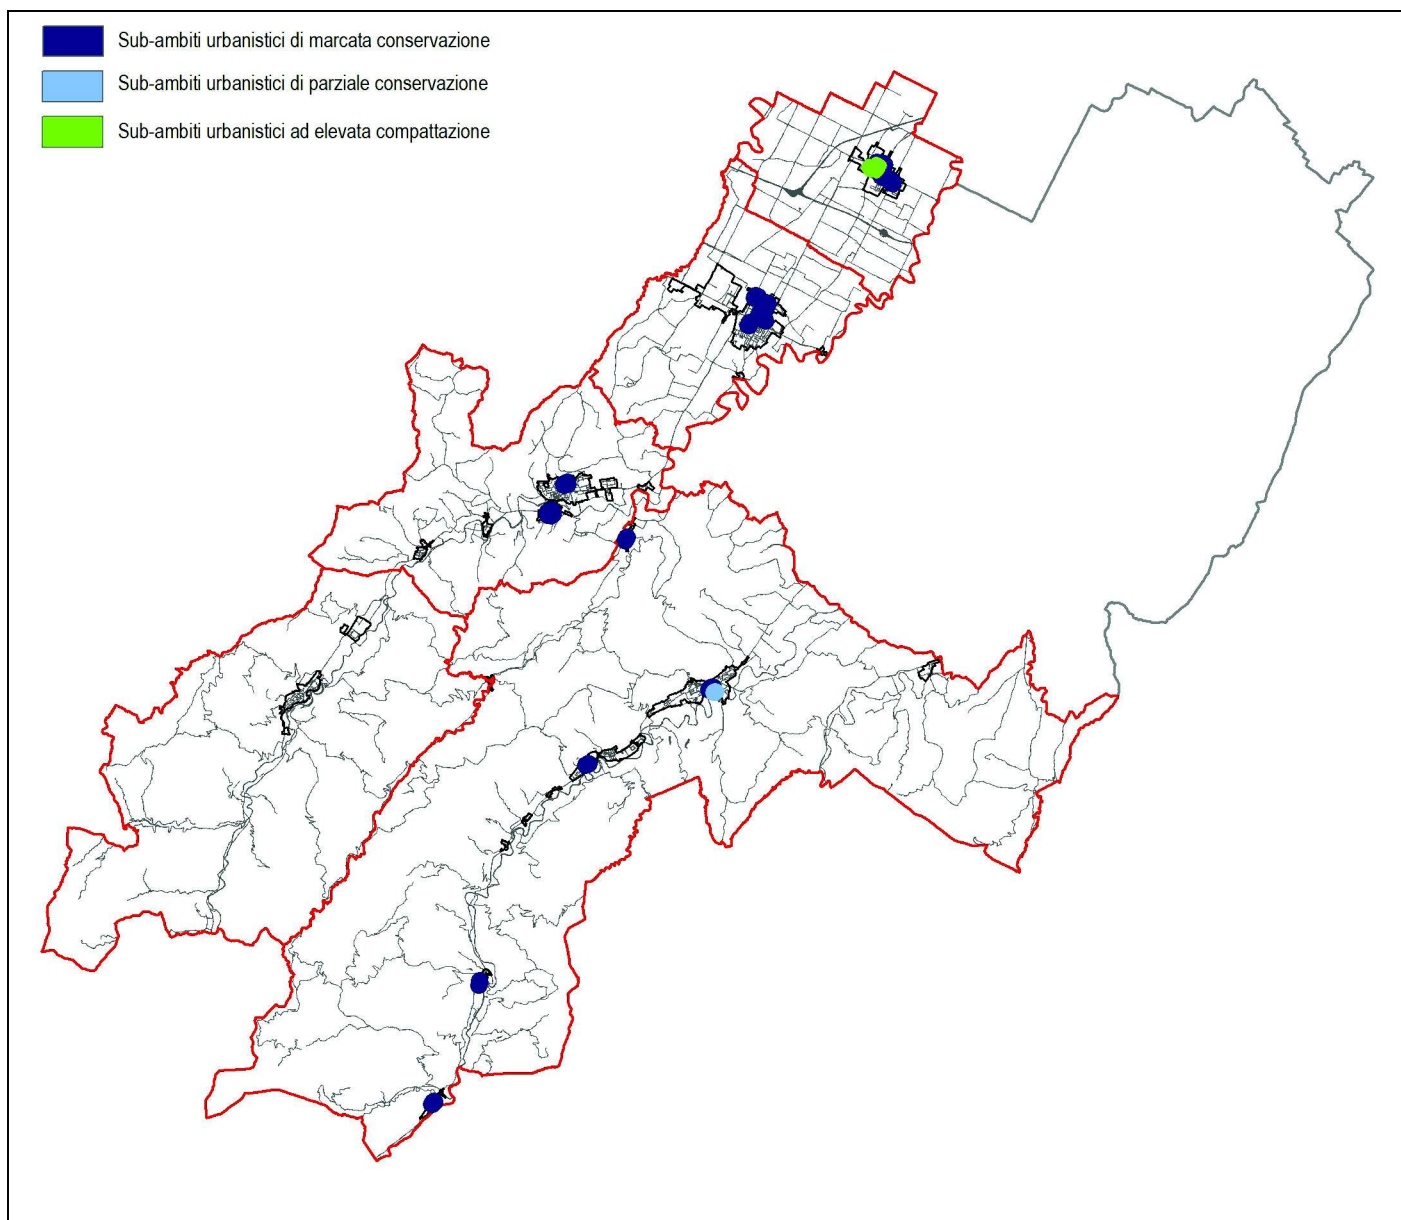 Sub-ambiti urbanistici di marcata conservazione
Sub-ambiti urbanistici di parziale conservazione
Sub-ambiti urbanistici ad elevata compattazione